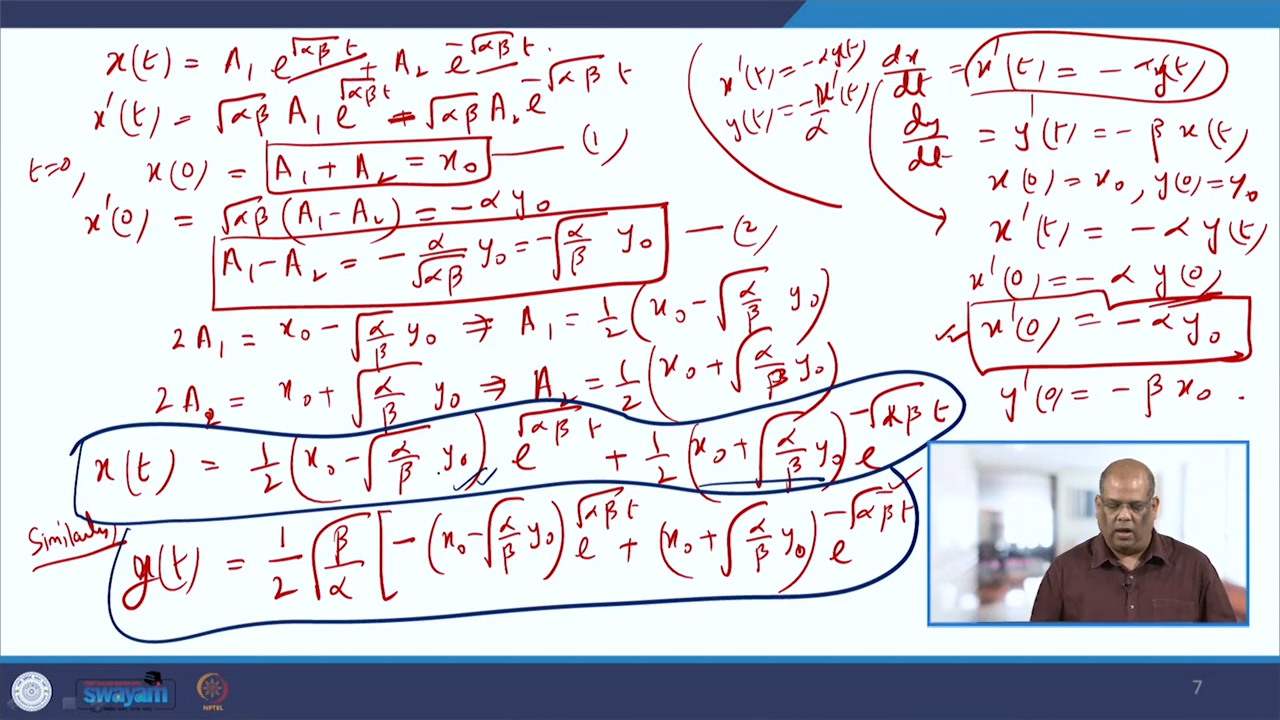 x(t) = A₁ e^{√αβ t} + A₂ e^{-√αβ t}.
x'(t) = √αβ A₁ e^{√αβ t} - √αβ A₂ e^{-√αβ t}
t=0, x(0) = A₁ + A₂ = x₀ — (1)
x'(0) = √αβ (A₁ - A₂) = -α y₀
A₁ - A₂ = - α/√αβ y₀ = -√(α/β) y₀ — (2)
2A₁ = x₀ - √(α/β) y₀ ⇒ A₁ = 1/2 (x₀ - √(α/β) y₀)
2A₂ = x₀ + √(α/β) y₀ ⇒ A₂ = 1/2 (x₀ + √(α/β) y₀)
x(t) = 1/2 (x₀ - √(α/β) . y₀) e^{√αβ t} + 1/2 (x₀ + √(α/β) y₀) e^{-√αβ t}
Similarly
y(t) = 1/2 √(β/α) [ -(x₀ - √(α/β) y₀) e^{√αβ t} + (x₀ + √(α/β) y₀) e^{-√αβ t}
x'(t) = -αy(t)
y(t) = - x'(t)/α
dx/dt = x'(t) = - αy(t)
dy/dt = y'(t) = - β x(t)
x(0) = x₀, y(0) = y₀
x'(t) = - α y(t)
x'(0) = - α y(0)
x'(0) = - α y₀
y'(0) = - β x₀ .
swayam
NPTEL
7